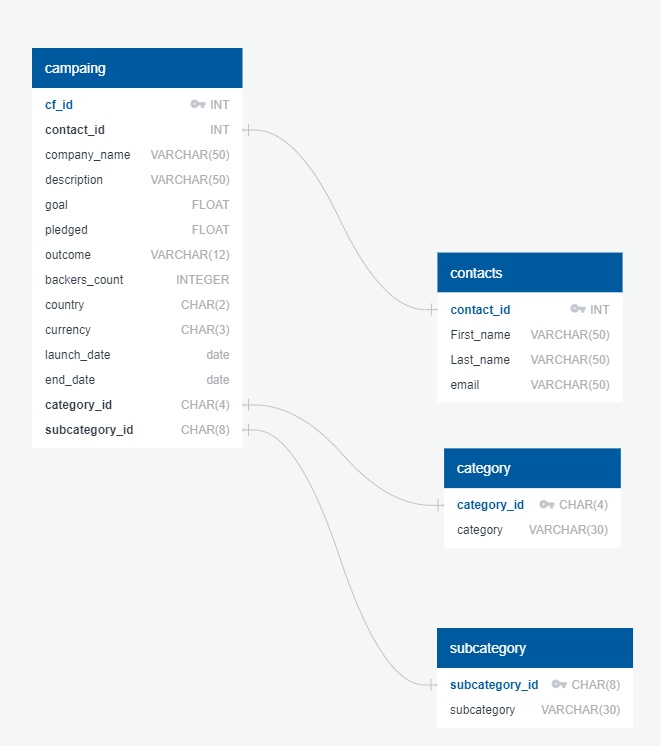 campaing
cf_id INT
contact_id INT
company_name VARCHAR(50)
description VARCHAR(50)
goal FLOAT
pledged FLOAT
outcome VARCHAR(12)
backers_count INTEGER
country CHAR(2)
currency CHAR(3)
launch_date date
end_date date
category_id CHAR(4)
subcategory_id CHAR(8)
contacts
contact_id INT
First_name VARCHAR(50)
Last_name VARCHAR(50)
email VARCHAR(50)
category
category_id CHAR(4)
category VARCHAR(30)
subcategory
subcategory_id CHAR(8)
subcategory VARCHAR(30)